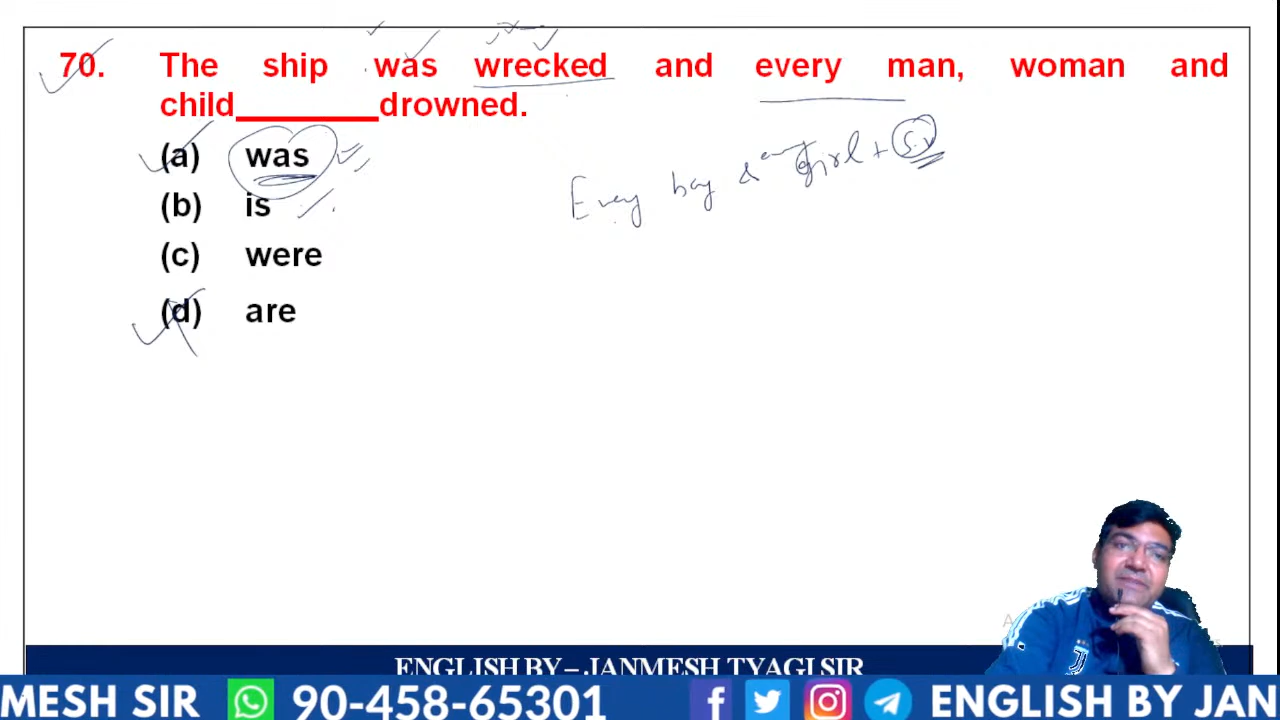 70. The ship was wrecked and every man, woman and
child________drowned.
(a) was
(b) is
(c) were
(d) are
Every boy & every girl + S.V
ENGLISH BY – JANMESH TYAGI SIR
MESH SIR 90-458-65301 ENGLISH BY JAN